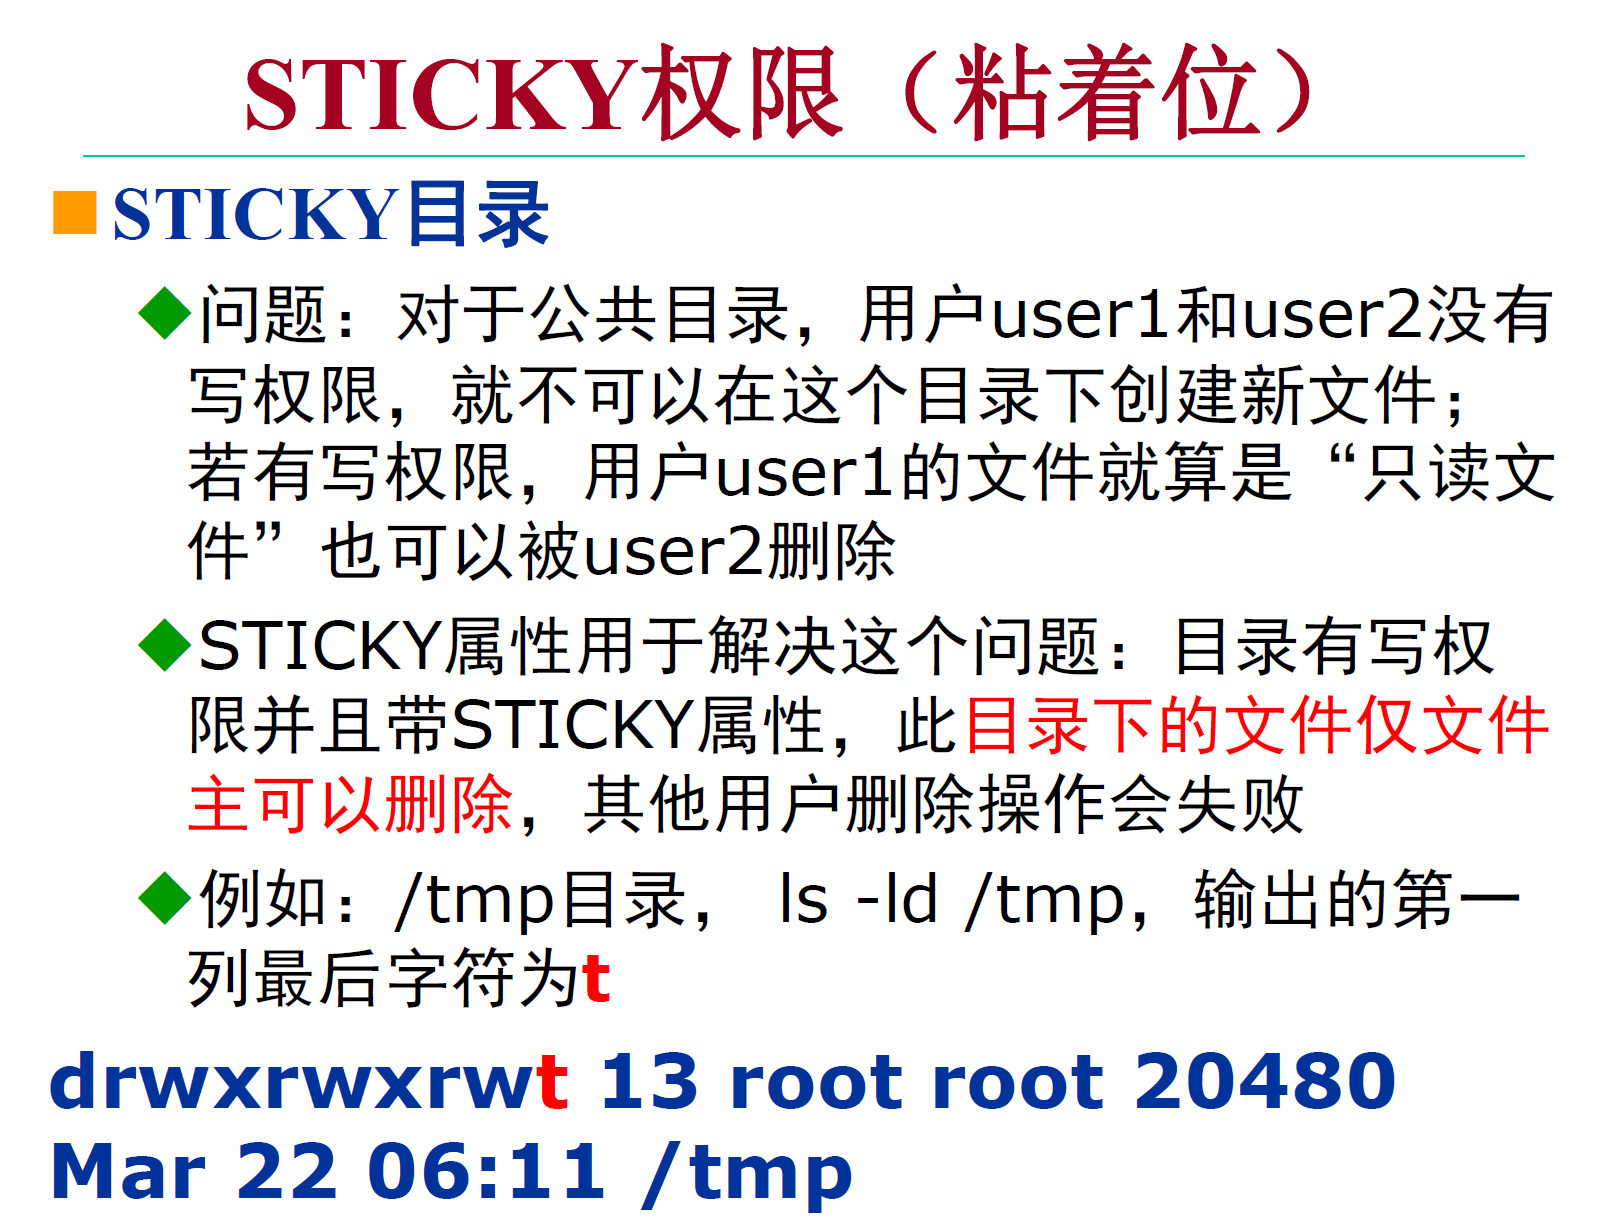 STICKY权限（粘着位）
STICKY目录
问题：对于公共目录，用户user1和user2没有
写权限，就不可以在这个目录下创建新文件；
若有写权限，用户user1的文件就算是“只读文
件”也可以被user2删除
STICKY属性用于解决这个问题：目录有写权
限并且带STICKY属性，此目录下的文件仅文件
主可以删除，其他用户删除操作会失败
例如：/tmp目录， ls -ld /tmp，输出的第一
列最后字符为t
drwxrwxrwt 13 root root 20480
Mar 22 06:11 /tmp